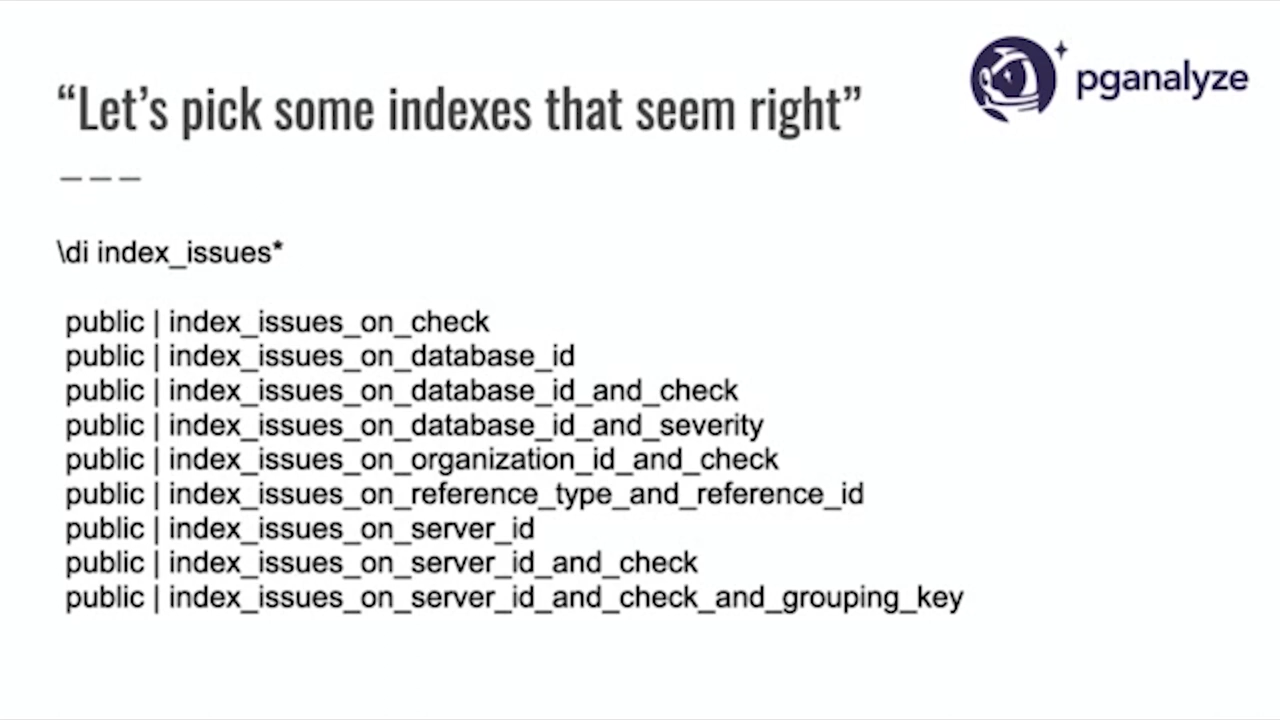 pganalyze
“Let’s pick some indexes that seem right”
\di index_issues*
public | index_issues_on_check
public | index_issues_on_database_id
public | index_issues_on_database_id_and_check
public | index_issues_on_database_id_and_severity
public | index_issues_on_organization_id_and_check
public | index_issues_on_reference_type_and_reference_id
public | index_issues_on_server_id
public | index_issues_on_server_id_and_check
public | index_issues_on_server_id_and_check_and_grouping_key